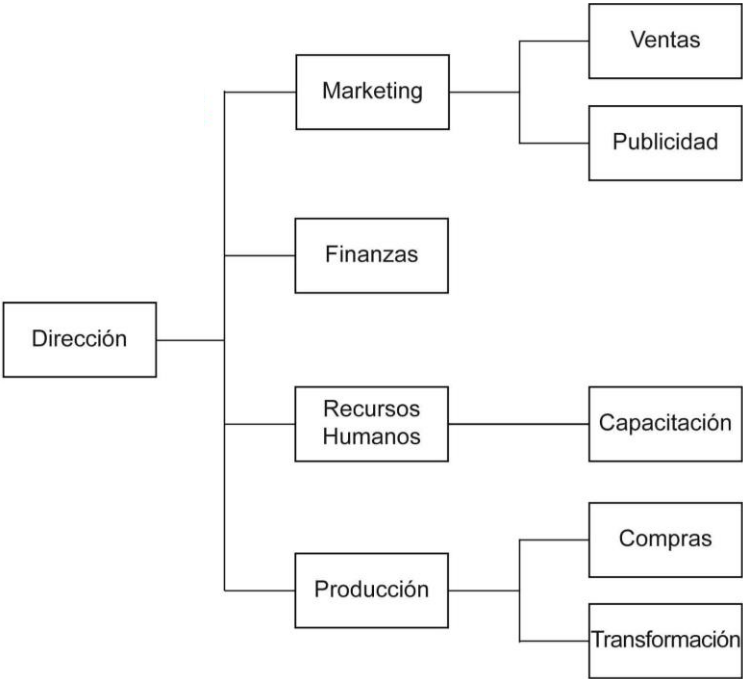 Ventas
Marketing
Publicidad
Finanzas
Dirección
Recursos
Humanos
Capacitación
Compras
Producción
Transformación